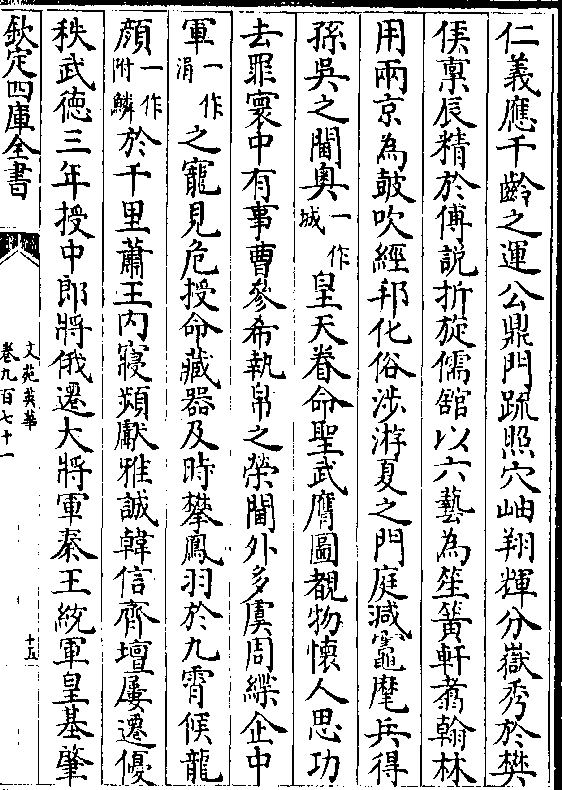 仁義應千齡之運公鼎門疏照穴岫翔輝分嶽秀於樊
侯禀辰精於傅説折旋儒舘以六藝為笙簧軒翥翰林
用兩京為鼓吹經邦化俗涉游夏之門庭减竈麾兵得
孫吳之閫奥一作城皇天眷命聖武膺圖覩物懷人思功
去罪寰中有事曹參希執帛之榮閫外多虞周緤企中
軍一作涓之寵見危授命藏器及時攀鳳羽於九霄候龍
顔一作附鱗於千里蕭王内寢頻獻雅誠韓信齊壇屢遷優
秩武徳三年授中郎將俄遷大將軍秦王統軍皇基肇
欽定四庫全書
文苑英華
卷九百七十一
十五